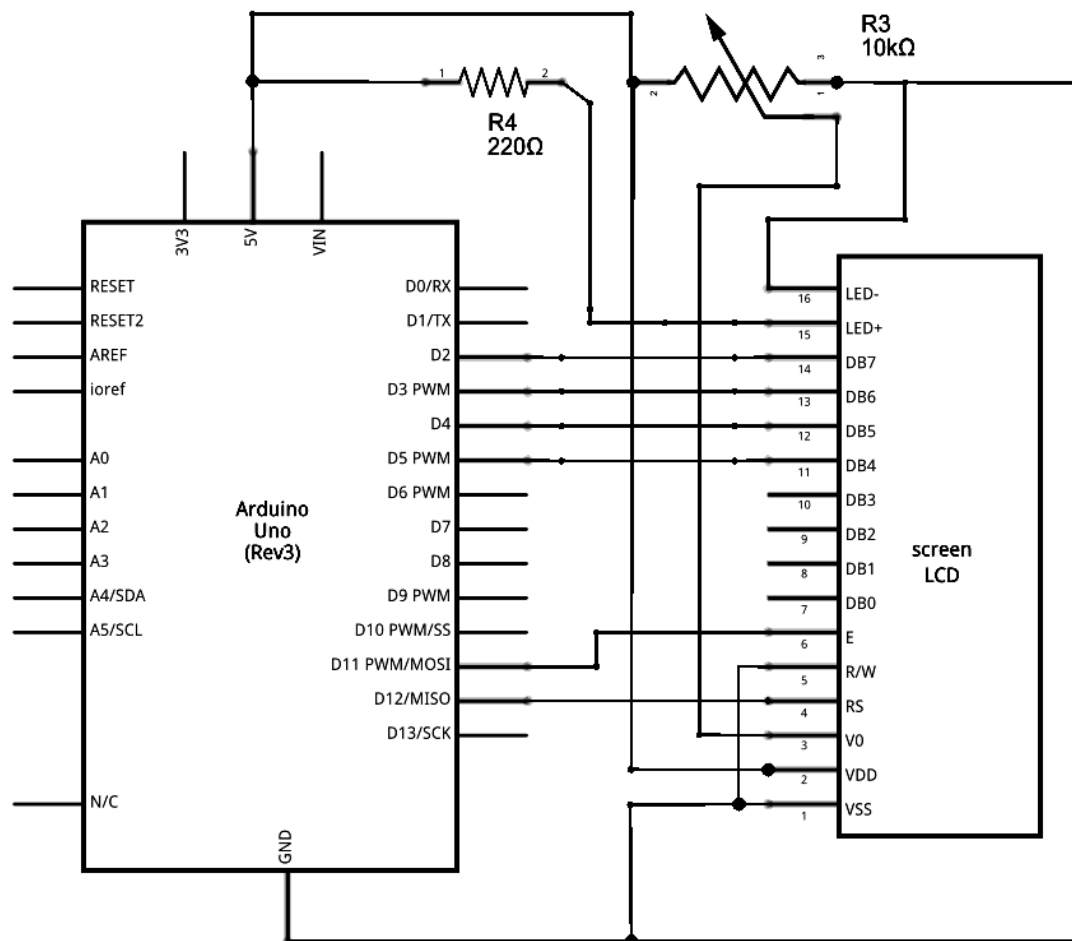 R3
10kΩ
3
1
2
1
2
R4
220Ω
3V3
5V
VIN
RESET
RESET2
AREF
ioref
A0
A1
A2
A3
A4/SDA
A5/SCL
N/C
Arduino
Uno
(Rev3)
D0/RX
D1/TX
D2
D3 PWM
D4
D5 PWM
D6 PWM
D7
D8
D9 PWM
D10 PWM/SS
D11 PWM/MOSI
D12/MISO
D13/SCK
GND
16 LED-
15 LED+
14 DB7
13 DB6
12 DB5
11 DB4
10 DB3
9 DB2
8 DB1
7 DB0
6 E
5 R/W
4 RS
3 V0
2 VDD
1 VSS
screen
LCD